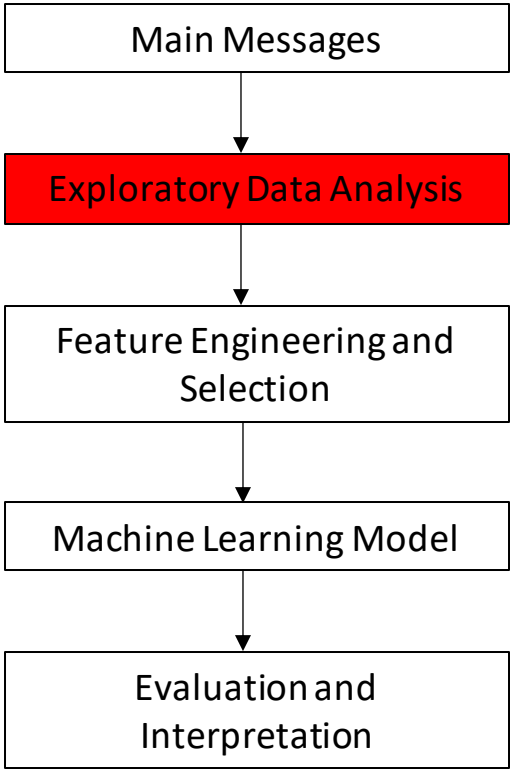 Main Messages
Exploratory Data Analysis
Feature Engineering and
Selection
Machine Learning Model
Evaluation and
Interpretation